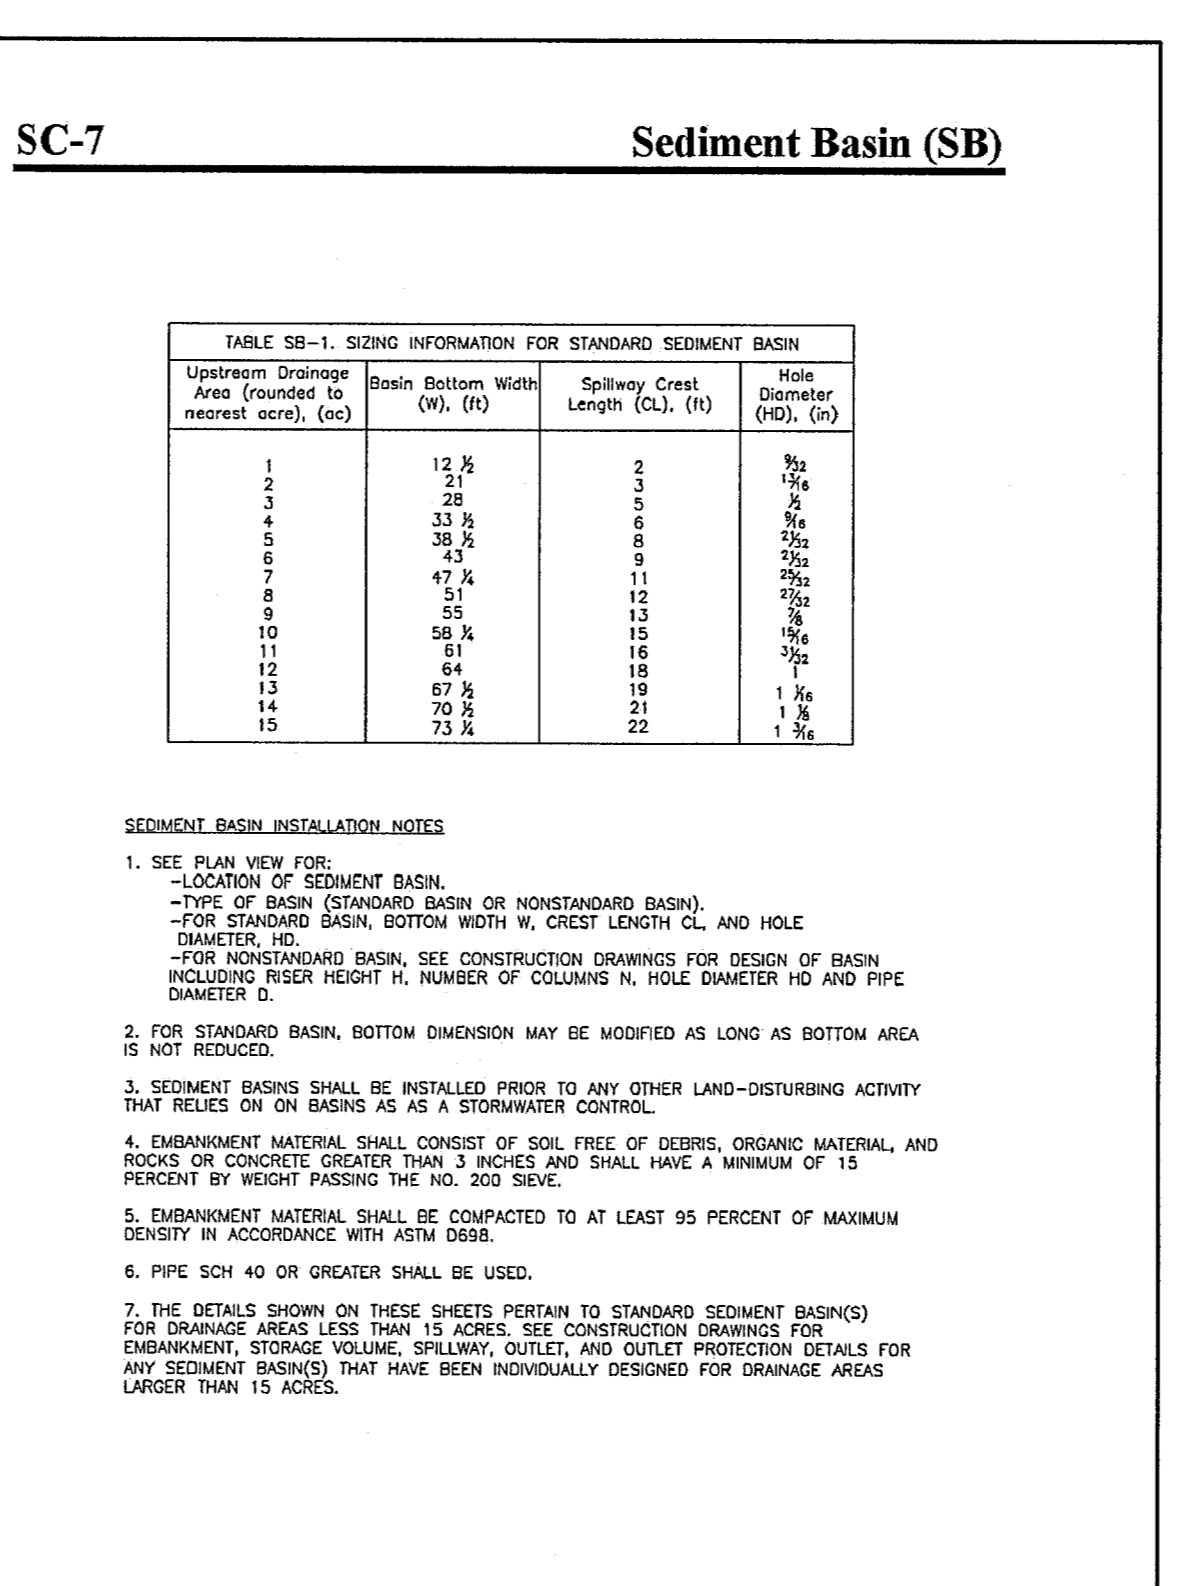 SC-7 Sediment Basin (SB)
TABLE SB-1. SIZING INFORMATION FOR STANDARD SEDIMENT BASIN
Upstream Drainage Area (rounded to nearest acre), (ac) Basin Bottom Width (W), (ft) Spillway Crest Length (CL), (ft) Hole Diameter (HD), (in)
1 12 ½ 2 9/32
2 21 3 13/16
3 28 5 ½
4 33 ½ 6 9/16
5 38 ½ 8 21/32
6 43 9 21/32
7 47 ¼ 11 25/32
8 51 12 27/32
9 55 13 7/8
10 58 ¼ 15 15/16
11 61 16 31/32
12 64 18 1
13 67 ½ 19 1 1/16
14 70 ½ 21 1 1/8
15 73 ¼ 22 1 3/16
SEDIMENT BASIN INSTALLATION NOTES
1. SEE PLAN VIEW FOR:
-LOCATION OF SEDIMENT BASIN.
-TYPE OF BASIN (STANDARD BASIN OR NONSTANDARD BASIN).
-FOR STANDARD BASIN, BOTTOM WIDTH W, CREST LENGTH CL, AND HOLE
DIAMETER, HD.
-FOR NONSTANDARD BASIN, SEE CONSTRUCTION DRAWINGS FOR DESIGN OF BASIN
INCLUDING RISER HEIGHT H, NUMBER OF COLUMNS N, HOLE DIAMETER HD AND PIPE
DIAMETER D.
2. FOR STANDARD BASIN, BOTTOM DIMENSION MAY BE MODIFIED AS LONG AS BOTTOM AREA
IS NOT REDUCED.
3. SEDIMENT BASINS SHALL BE INSTALLED PRIOR TO ANY OTHER LAND-DISTURBING ACTIVITY
THAT RELIES ON ON BASINS AS AS A STORMWATER CONTROL.
4. EMBANKMENT MATERIAL SHALL CONSIST OF SOIL FREE OF DEBRIS, ORGANIC MATERIAL, AND
ROCKS OR CONCRETE GREATER THAN 3 INCHES AND SHALL HAVE A MINIMUM OF 15
PERCENT BY WEIGHT PASSING THE NO. 200 SIEVE.
5. EMBANKMENT MATERIAL SHALL BE COMPACTED TO AT LEAST 95 PERCENT OF MAXIMUM
DENSITY IN ACCORDANCE WITH ASTM D698.
6. PIPE SCH 40 OR GREATER SHALL BE USED.
7. THE DETAILS SHOWN ON THESE SHEETS PERTAIN TO STANDARD SEDIMENT BASIN(S)
FOR DRAINAGE AREAS LESS THAN 15 ACRES. SEE CONSTRUCTION DRAWINGS FOR
EMBANKMENT, STORAGE VOLUME, SPILLWAY, OUTLET, AND OUTLET PROTECTION DETAILS FOR
ANY SEDIMENT BASIN(S) THAT HAVE BEEN INDIVIDUALLY DESIGNED FOR DRAINAGE AREAS
LARGER THAN 15 ACRES.